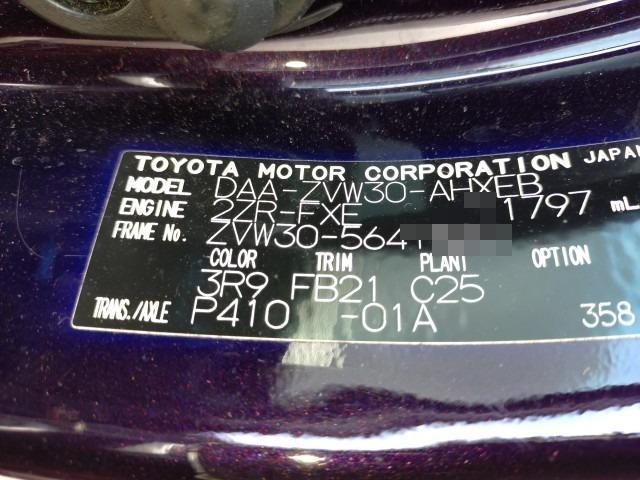 TOYOTA MOTOR CORPORATION JAPAN
MODEL DAA-ZVW30-AHXEB
ENGINE 2ZR-FXE 1797 mL
FRAME No. ZVW30-564
COLOR TRIM PLANT OPTION
3R9 FB21 C25
TRANS./AXLE P410 -01A 358